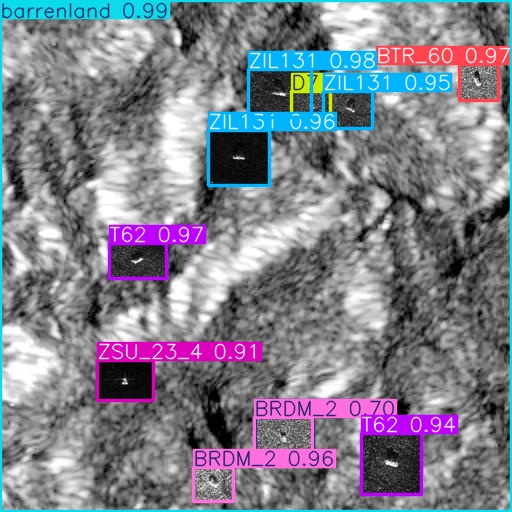 barrenland 0.99
ZIL131 0.98
BTR_60 0.97
D7
ZIL131 0.95
ZIL131 0.96
T62 0.97
ZSU_23_4 0.91
BRDM_2 0.70
T62 0.94
BRDM_2 0.96